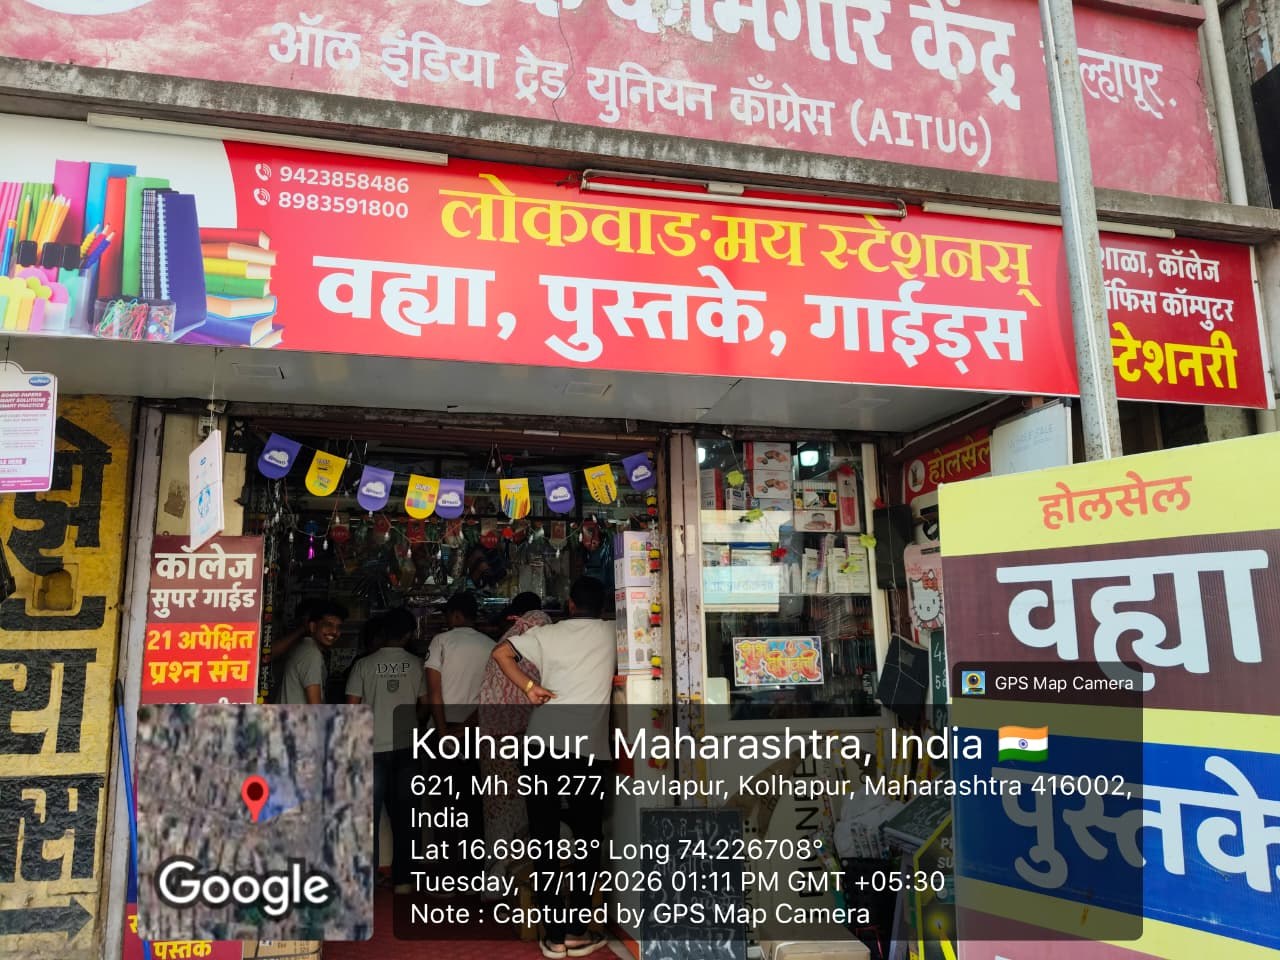 कामगार केंद्र
ऑल इंडिया ट्रेड युनियन काँग्रेस (AITUC)
9423858486
8983591800
लोकवाङ·मय स्टेशनस्
वह्या, पुस्तके, गाईड्स
शाळा, कॉलेज
ऑफिस कॉम्पुटर
स्टेशनरी
होलसेल
होलसेल
वह्या
पुस्तके
कॉलेज
सुपर गाईड
21 अपेक्षित
प्रश्न संच
DYP
पुस्तक
GPS Map Camera
Google
Kolhapur, Maharashtra, India
621, Mh Sh 277, Kavlapur, Kolhapur, Maharashtra 416002,
India
Lat 16.696183° Long 74.226708°
Tuesday, 17/11/2026 01:11 PM GMT +05:30
Note : Captured by GPS Map Camera